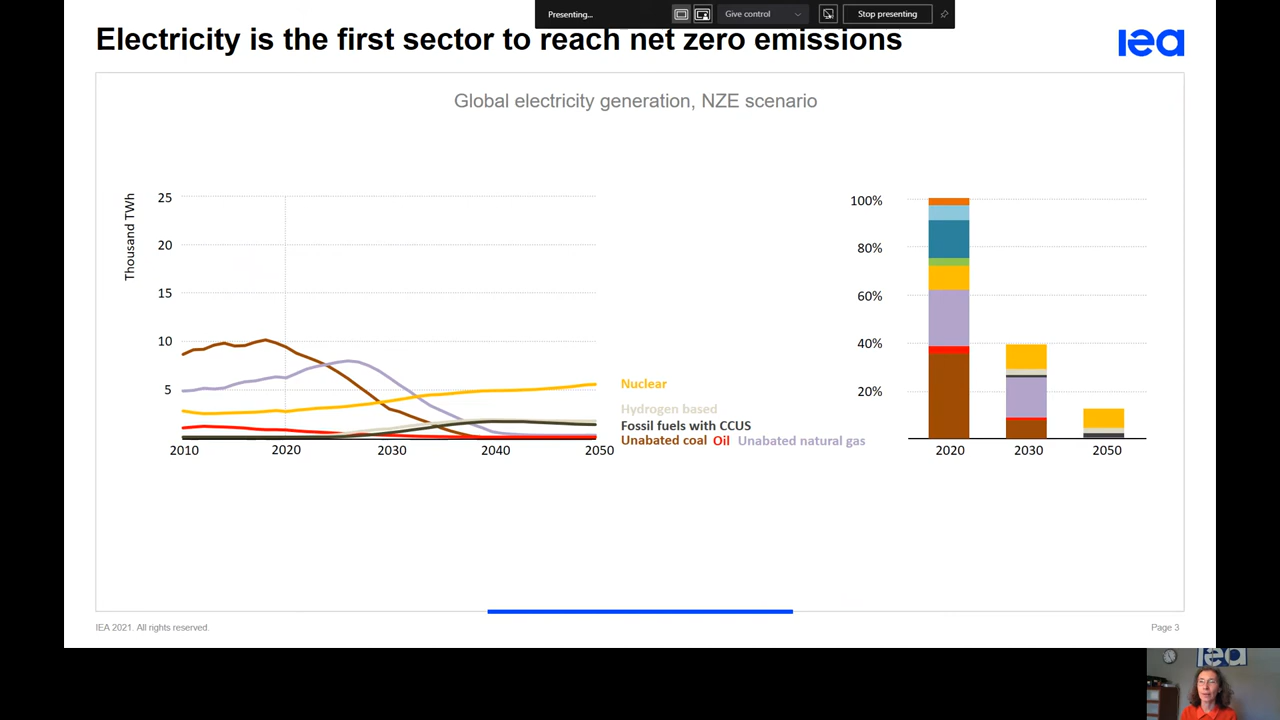 Presenting...
Give control
Stop presenting
Electricity is the first sector to reach net zero emissions
iea
Global electricity generation, NZE scenario
Thousand TWh
25
20
15
10
5
2010
2020
2030
2040
2050
Nuclear
Hydrogen based
Fossil fuels with CCUS
Unabated coal Oil Unabated natural gas
100%
80%
60%
40%
20%
2020
2030
2050
IEA 2021. All rights reserved.
Page 3
iea